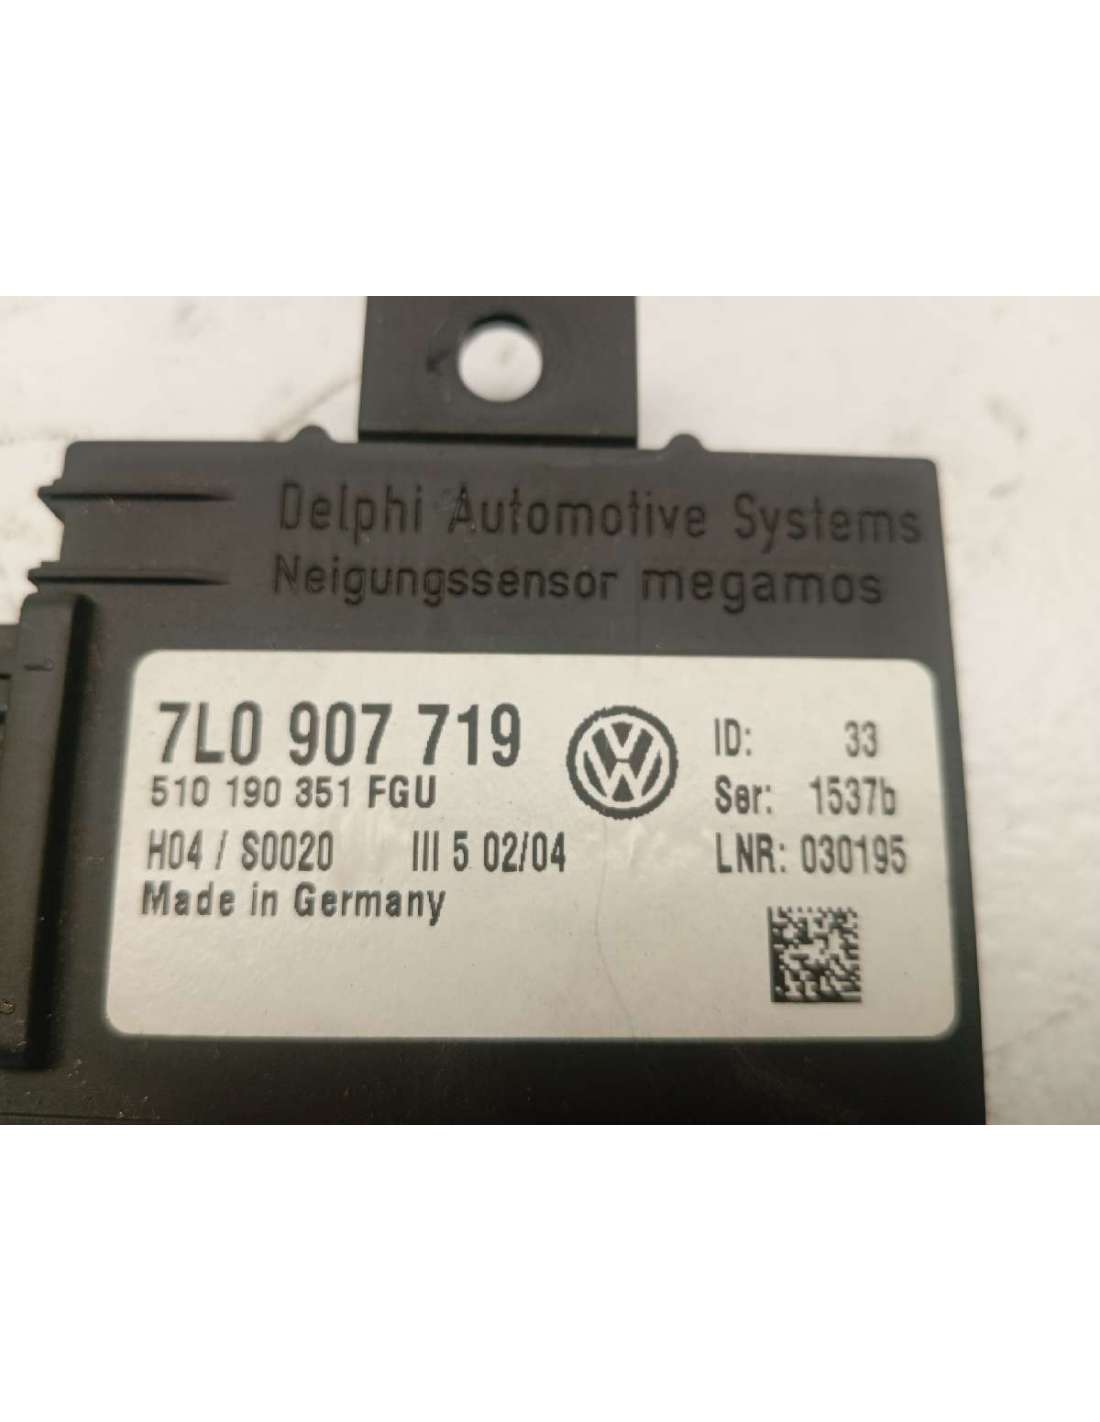 Delphi Automotive Systems
Neigungssensor megamos
7L0 907 719
510 190 351 FGU
H04 / S0020 III 5 02/04
Made in Germany
ID: 33
Ser: 1537b
LNR: 030195